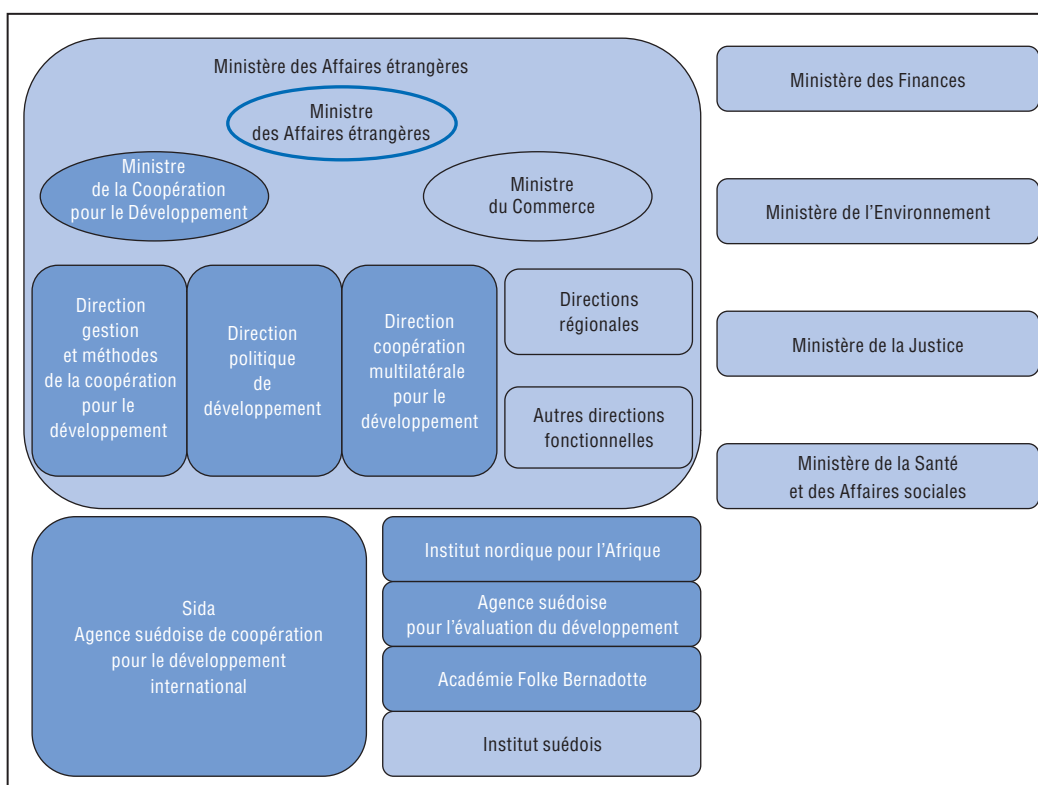 Ministère des Affaires étrangères
Ministre
des Affaires étrangères
Ministre
de la Coopération
pour le Développement
Ministre
du Commerce
Direction
gestion
et méthodes
de la coopération
pour le
développement
Direction
politique
de
développement
Direction
coopération
multilatérale
pour le
développement
Directions
régionales
Autres directions
fonctionnelles
Ministère des Finances
Ministère de l’Environnement
Ministère de la Justice
Ministère de la Santé
et des Affaires sociales
Sida
Agence suédoise de coopération
pour le développement
international
Institut nordique pour l’Afrique
Agence suédoise
pour l’évaluation du développement
Académie Folke Bernadotte
Institut suédois